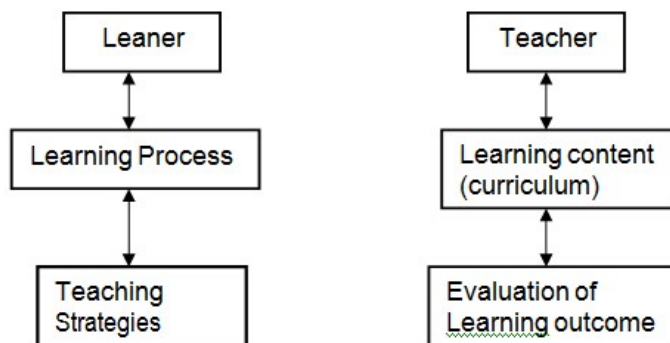 Leaner
Teacher
Learning Process
Learning content
(curriculum)
Teaching
Strategies
Evaluation of
Learning outcome